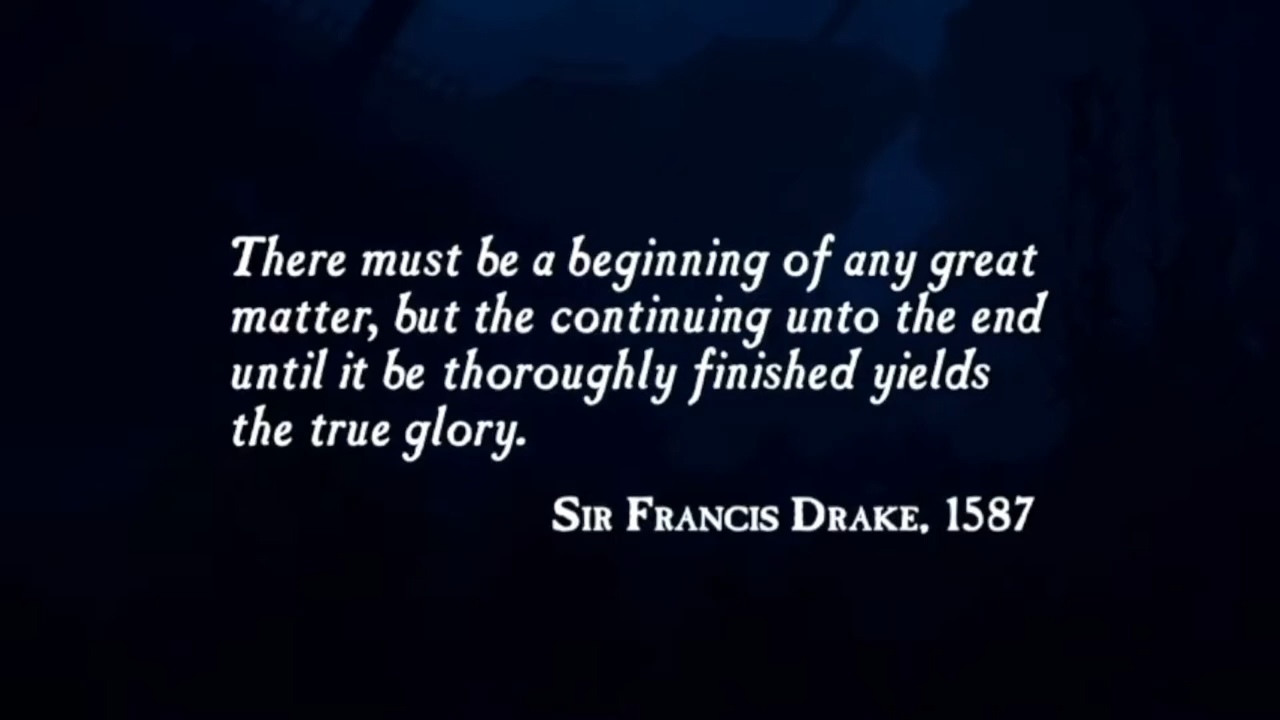 There must be a beginning of any great
matter, but the continuing unto the end
until it be thoroughly finished yields
the true glory.
Sir Francis Drake, 1587